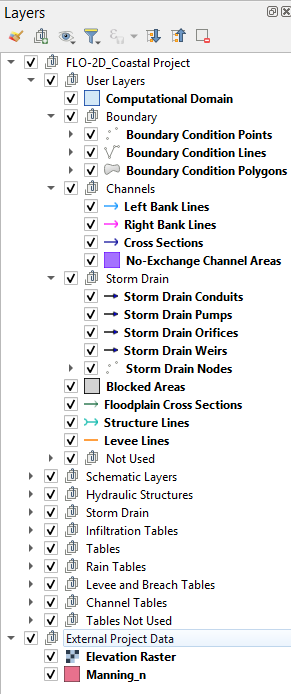 Layers
FLO-2D_Coastal Project
User Layers
Computational Domain
Boundary
Boundary Condition Points
Boundary Condition Lines
Boundary Condition Polygons
Channels
Left Bank Lines
Right Bank Lines
Cross Sections
No-Exchange Channel Areas
Storm Drain
Storm Drain Conduits
Storm Drain Pumps
Storm Drain Orifices
Storm Drain Weirs
Storm Drain Nodes
Blocked Areas
Floodplain Cross Sections
Structure Lines
Levee Lines
Not Used
Schematic Layers
Hydraulic Structures
Storm Drain
Infiltration Tables
Tables
Rain Tables
Levee and Breach Tables
Channel Tables
Tables Not Used
External Project Data
Elevation Raster
Manning_n